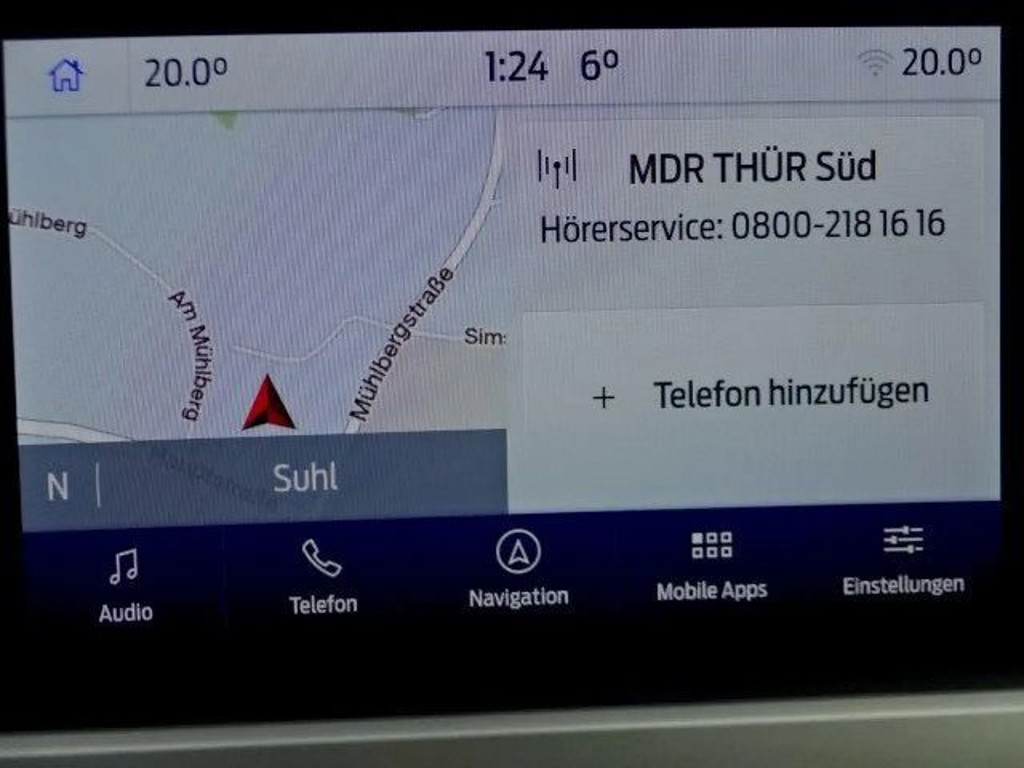 20.0° 1:24 6° 20.0°
MDR THÜR Süd
Hörerservice: 0800-218 16 16
ühlberg
Am Mühlberg
Mühlbergstraße
Sim
+ Telefon hinzufügen
N | Suhl
Hauptstraße
Audio Telefon Navigation Mobile Apps Einstellungen